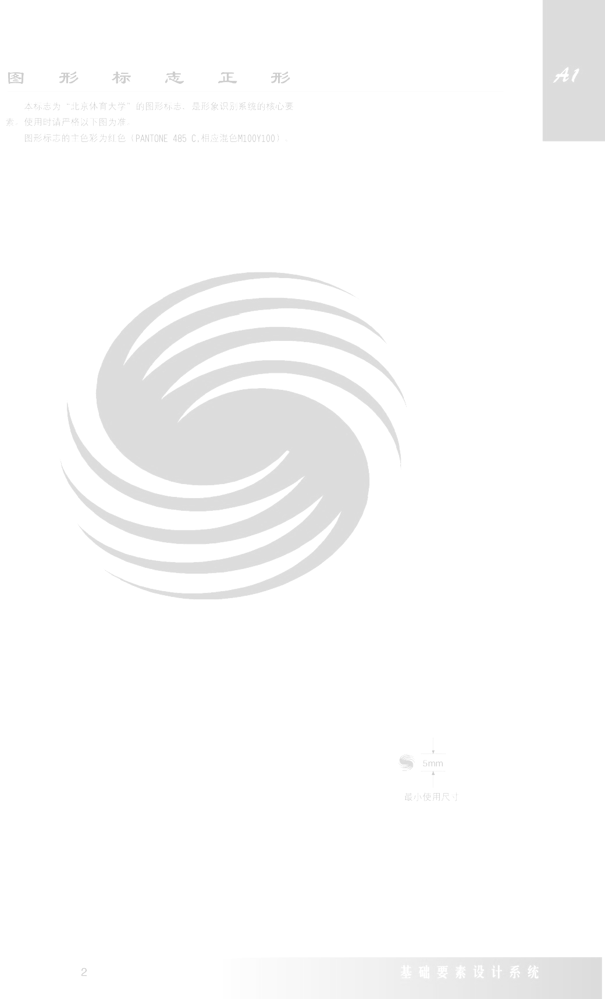 A1
图形标志正形
本标志为“北京体育大学”的图形标志，是形象识别系统的核心要
素。使用时请严格以下图为准。
图形标志的主色彩为红色（PANTONE 485 C,相应混色M100Y100）。
5mm
最小使用尺寸
2
基础要素设计系统